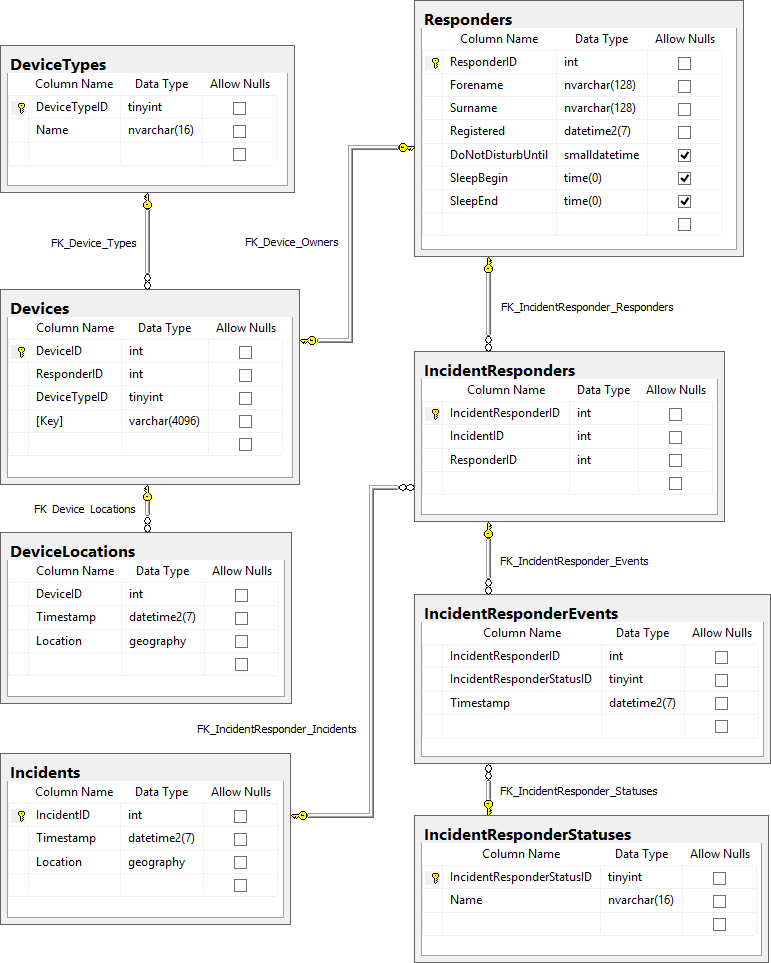 DeviceTypes
Column Name Data Type Allow Nulls
DeviceTypeID tinyint
Name nvarchar(16)
Responders
Column Name Data Type Allow Nulls
ResponderID int
Forename nvarchar(128)
Surname nvarchar(128)
Registered datetime2(7)
DoNotDisturbUntil smalldatetime
SleepBegin time(0)
SleepEnd time(0)
FK_Device_Types
FK_Device_Owners
Devices
Column Name Data Type Allow Nulls
DeviceID int
ResponderID int
DeviceTypeID tinyint
[Key] varchar(4096)
FK_IncidentResponder_Responders
IncidentResponders
Column Name Data Type Allow Nulls
IncidentResponderID int
IncidentID int
ResponderID int
FK_Device_Locations
DeviceLocations
Column Name Data Type Allow Nulls
DeviceID int
Timestamp datetime2(7)
Location geography
FK_IncidentResponder_Events
IncidentResponderEvents
Column Name Data Type Allow Nulls
IncidentResponderID int
IncidentResponderStatusID tinyint
Timestamp datetime2(7)
FK_IncidentResponder_Incidents
Incidents
Column Name Data Type Allow Nulls
IncidentID int
Timestamp datetime2(7)
Location geography
FK_IncidentResponder_Statuses
IncidentResponderStatuses
Column Name Data Type Allow Nulls
IncidentResponderStatusID tinyint
Name nvarchar(16)